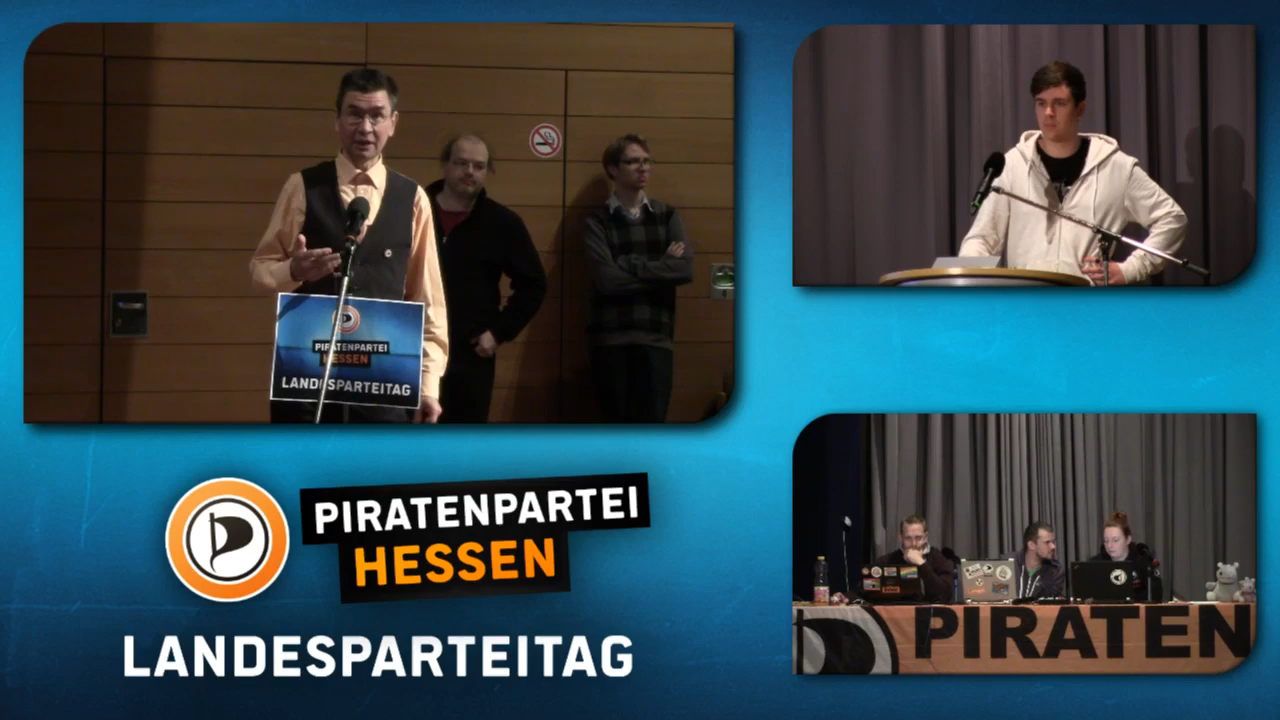 PIRATENPARTEI
HESSEN
LANDESPARTEITAG
PIRATENPARTEI
HESSEN
LANDESPARTEITAG
PIRATEN